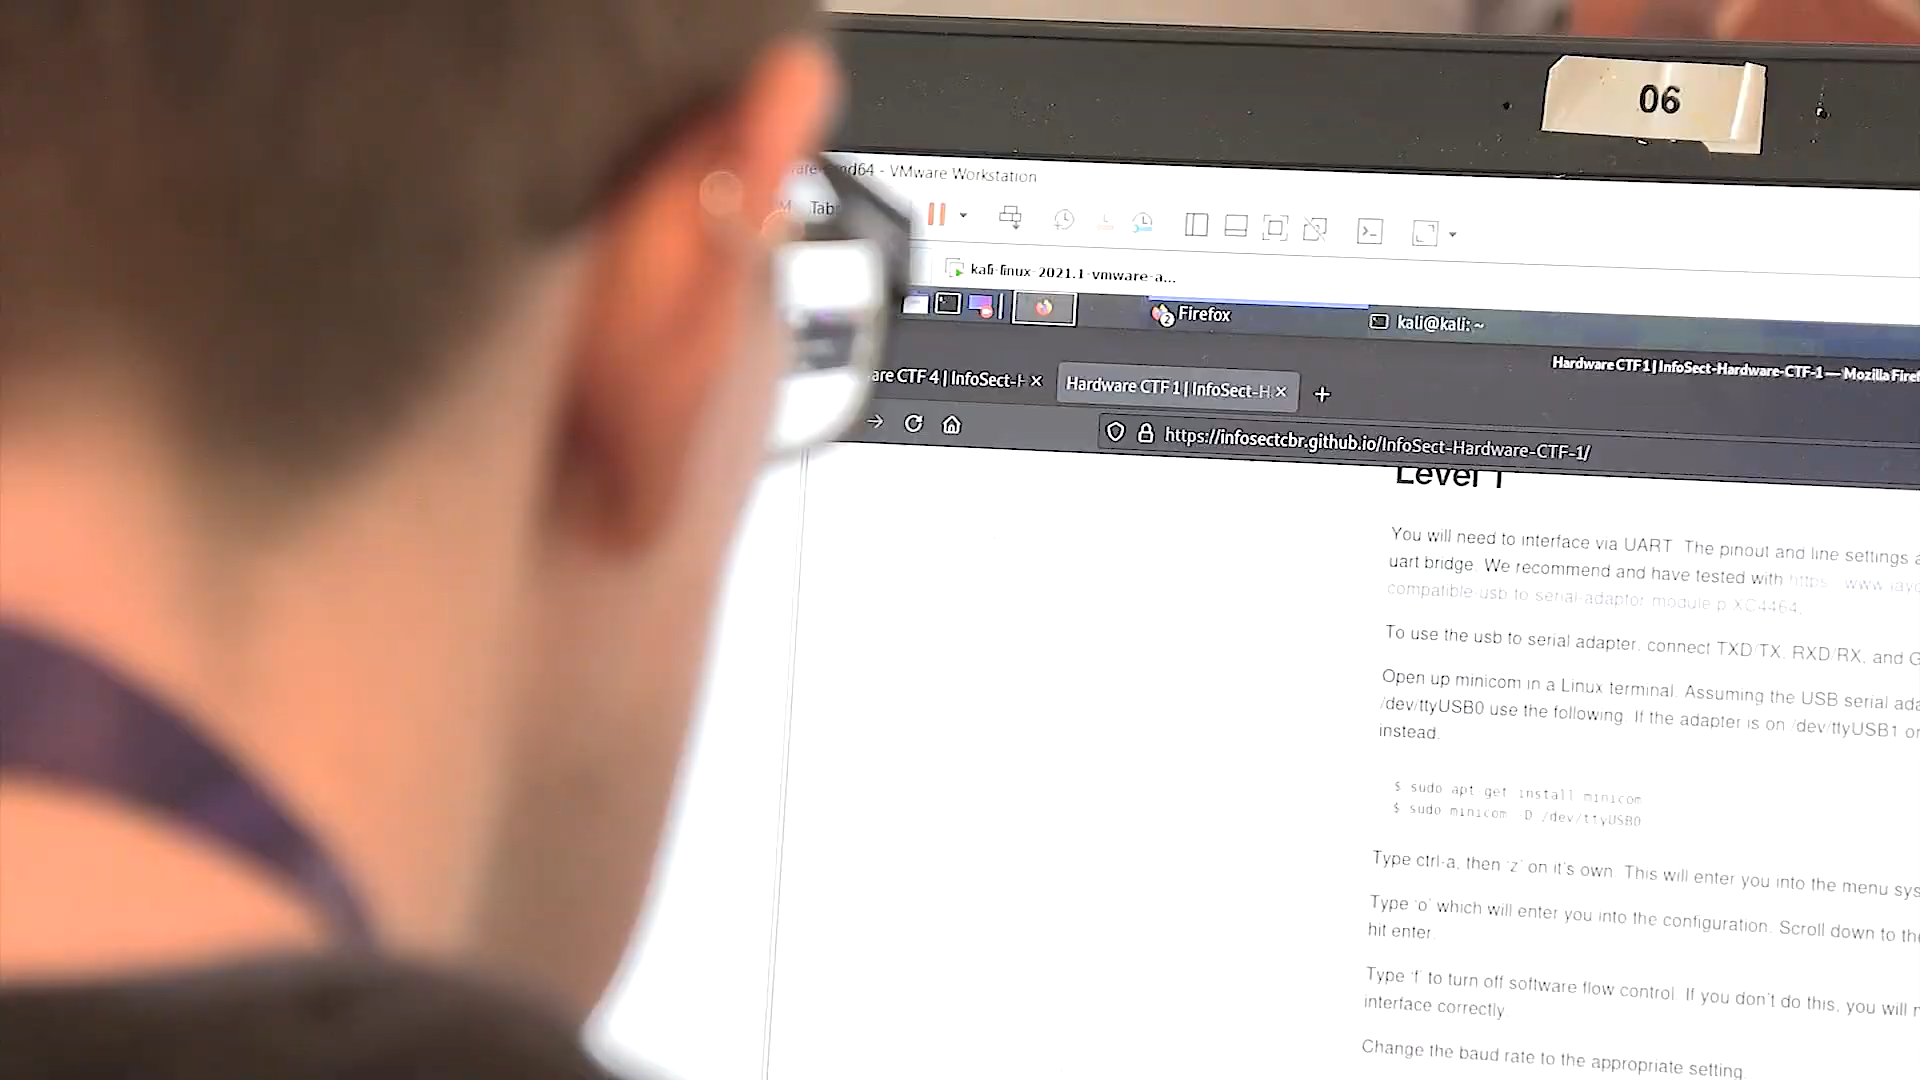 06
md64 - VMware Workstation
Tab
kali-linux-2021.1-vmware-a...
Firefox
kali@kali: ~
Hardware CTF 1 | InfoSect-Hardware-CTF-1 — Mozilla Firef
are CTF 4 | InfoSect-H
Hardware CTF 1 | InfoSect-H
https://infosectcbr.github.io/InfoSect-Hardware-CTF-1/
Level 1
You will need to interface via UART. The pinout and line settings a
uart bridge. We recommend and have tested with https://www.jayc
compatible-usb-to-serial-adaptor-module/p/XC4464.
To use the usb to serial adapter, connect TXD/TX, RXD/RX, and G
Open up minicom in a Linux terminal. Assuming the USB serial ada
/dev/ttyUSB0 use the following. If the adapter is on /dev/ttyUSB1 or
instead.
$ sudo apt get install minicom
$ sudo minicom -D /dev/ttyUSB0
Type ctrl-a, then 'z' on it's own. This will enter you into the menu sys
Type 'o' which will enter you into the configuration. Scroll down to the
hit enter.
Type 'f' to turn off software flow control. If you don't do this, you will n
interface correctly
Change the baud rate to the appropriate setting.